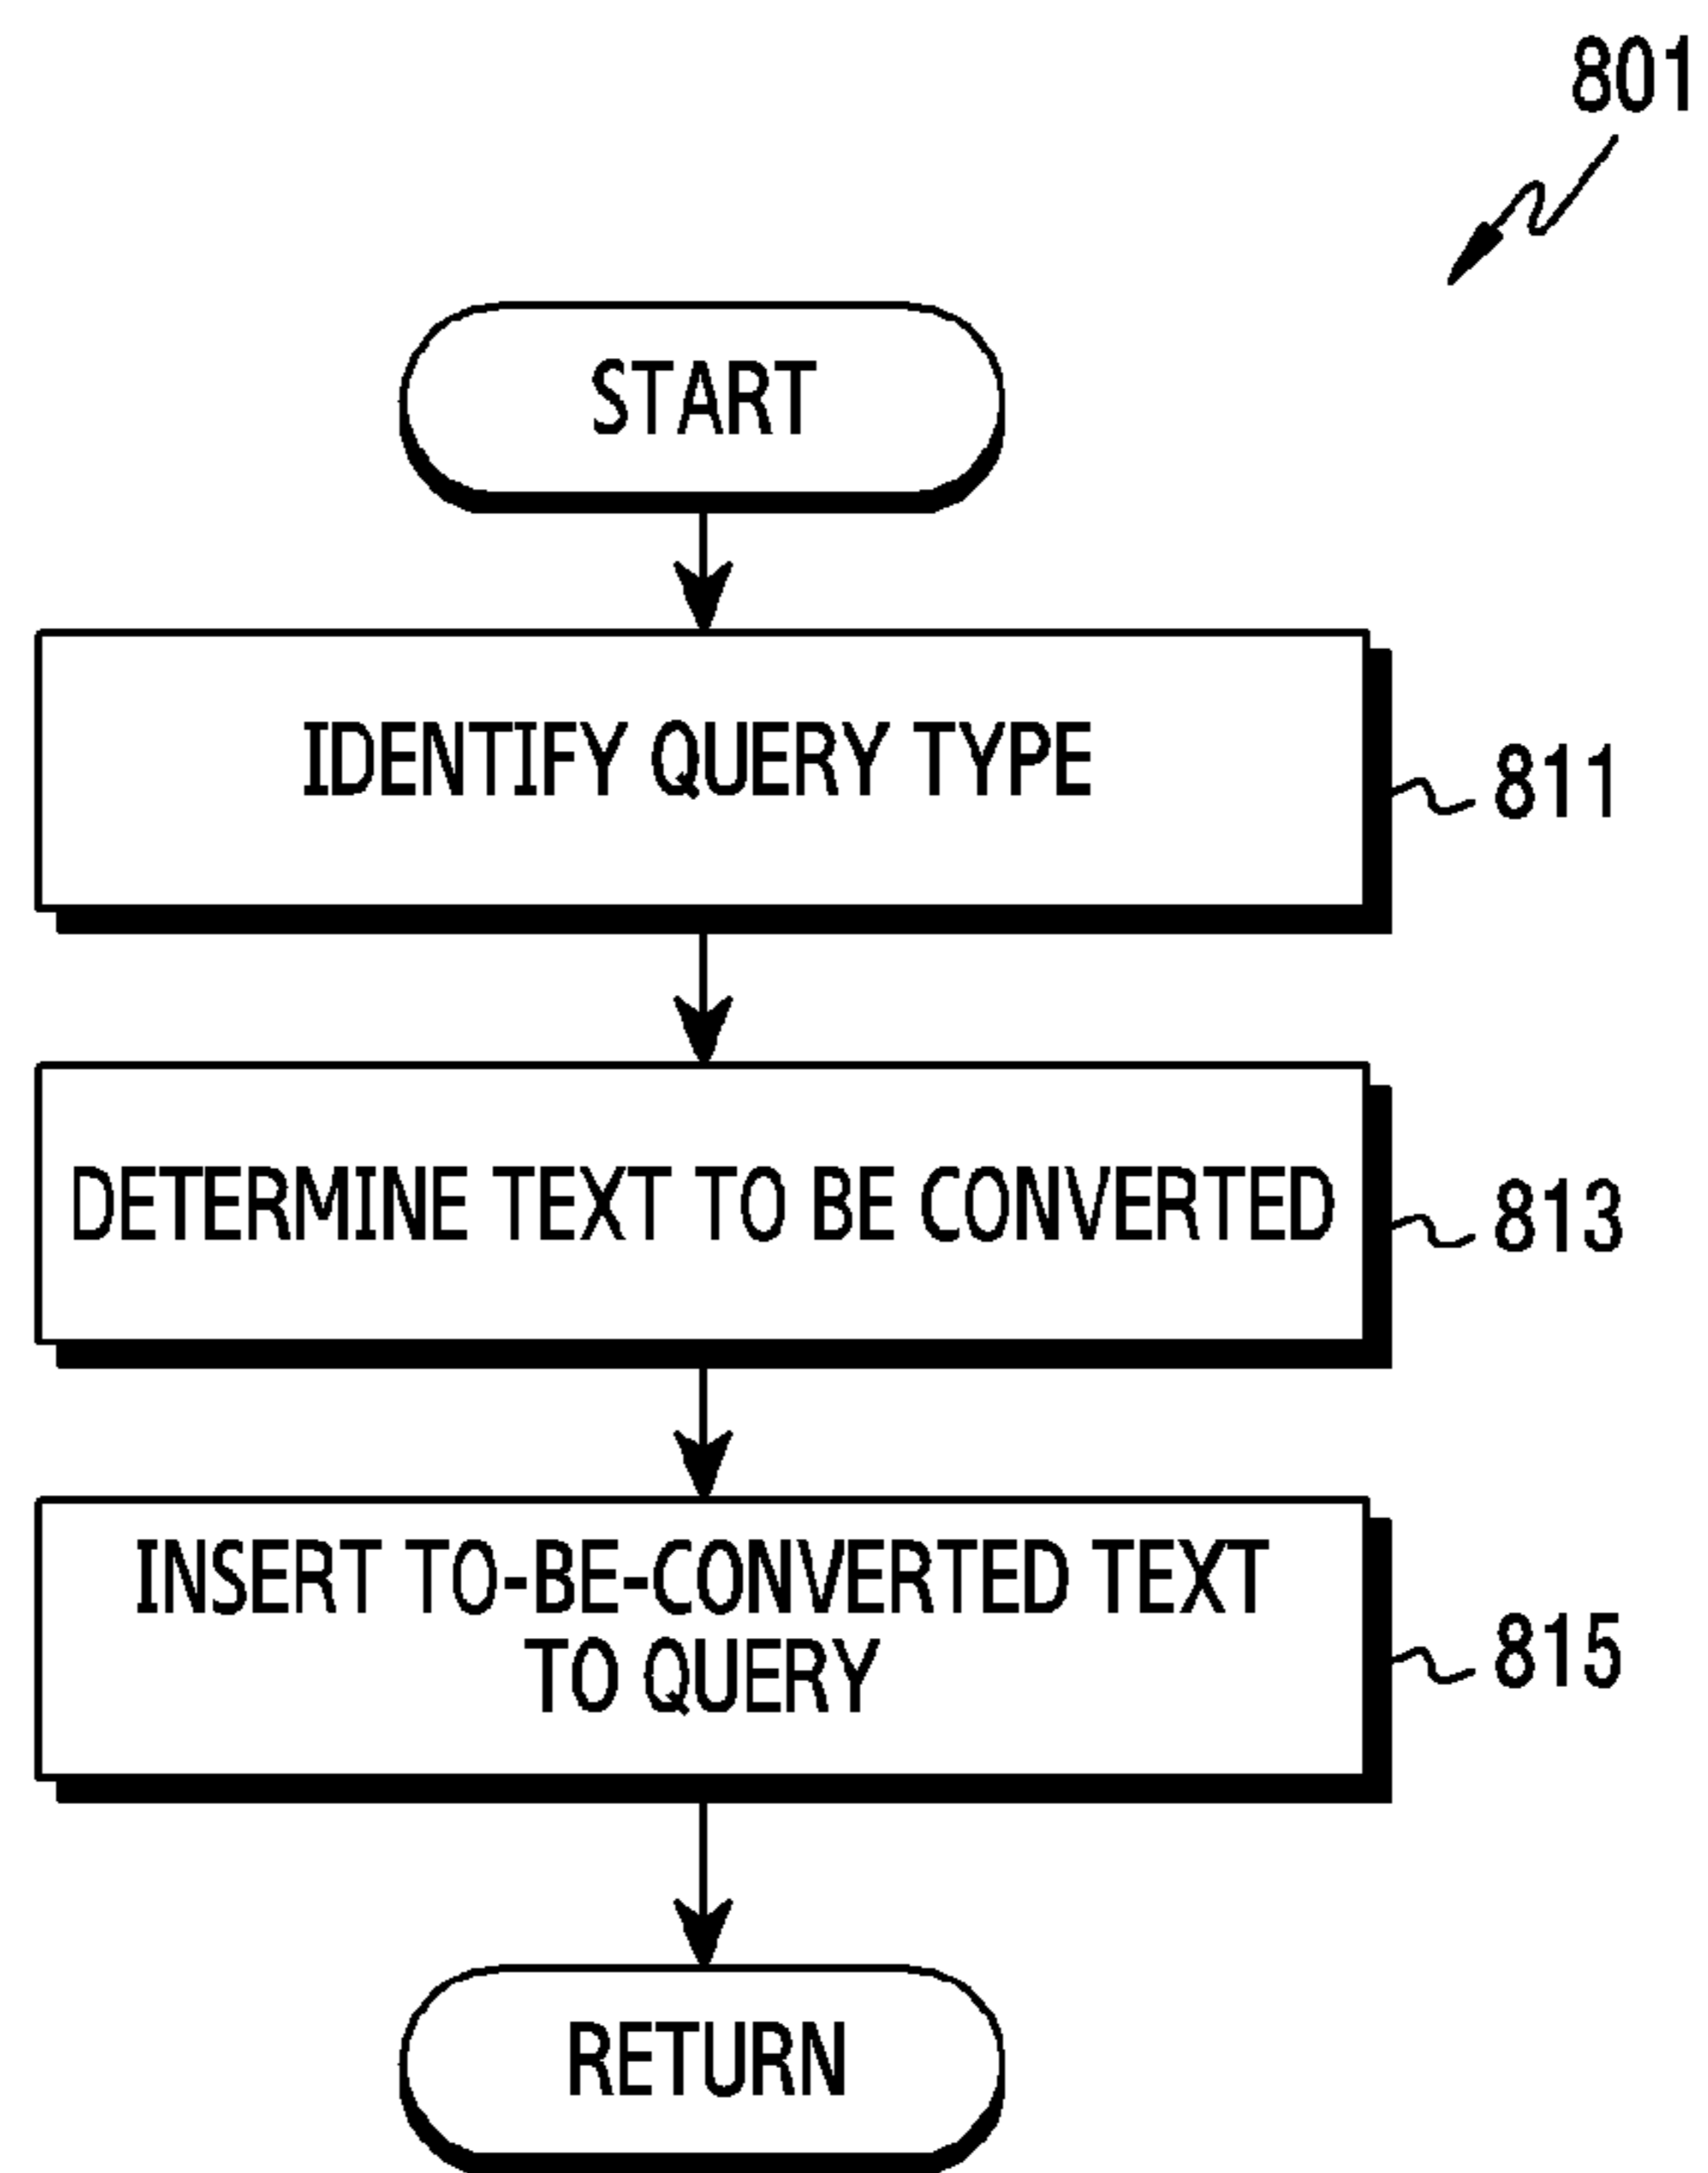 801
START
IDENTIFY QUERY TYPE
811
DETERMINE TEXT TO BE CONVERTED
813
INSERT TO-BE-CONVERTED TEXT
TO QUERY
815
RETURN